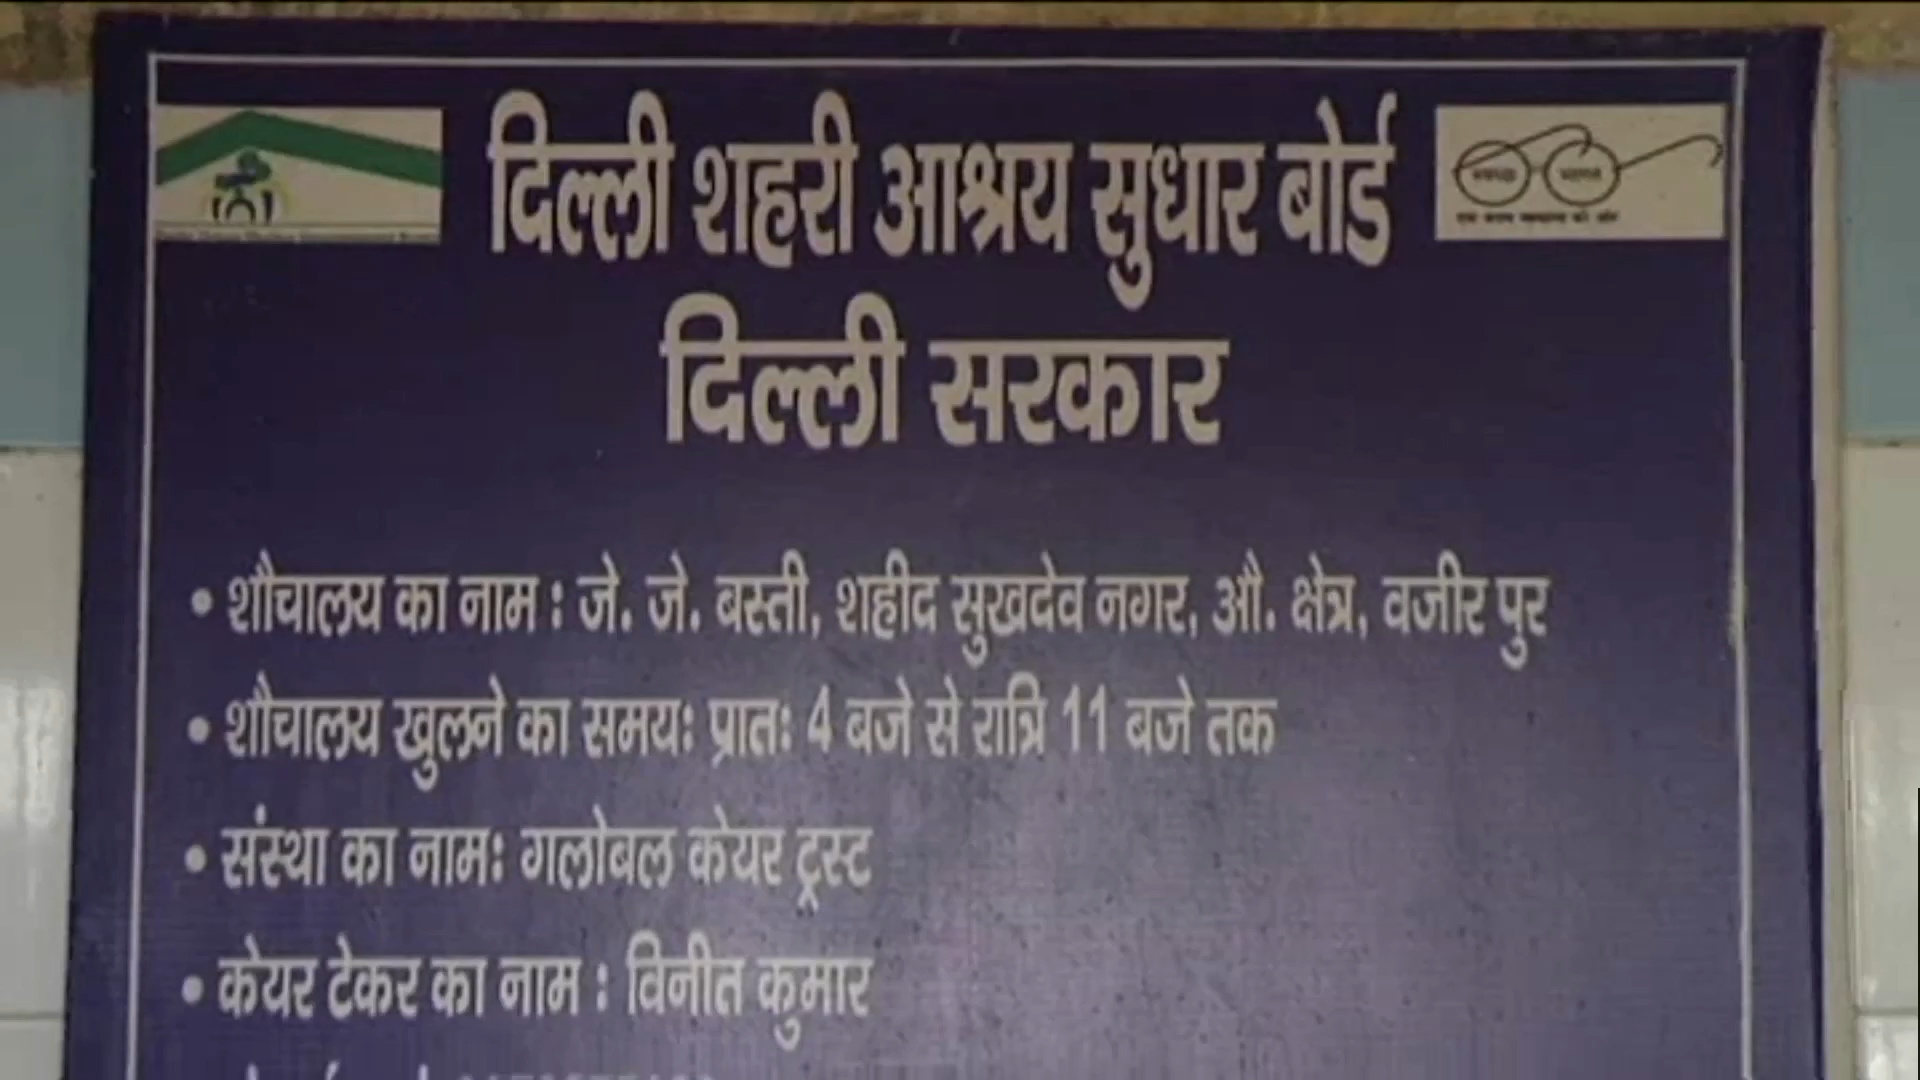 दिल्ली शहरी आश्रय सुधार बोर्ड
दिल्ली सरकार
• शौचालय का नाम : जे. जे. बस्ती, शहीद सुखदेव नगर, औ. क्षेत्र, वजीर पुर
• शौचालय खुलने का समयः प्रातः 4 बजे से रात्रि 11 बजे तक
• संस्था का नामः गलोबल केयर ट्रस्ट
• केयर टेकर का नाम : विनीत कुमार